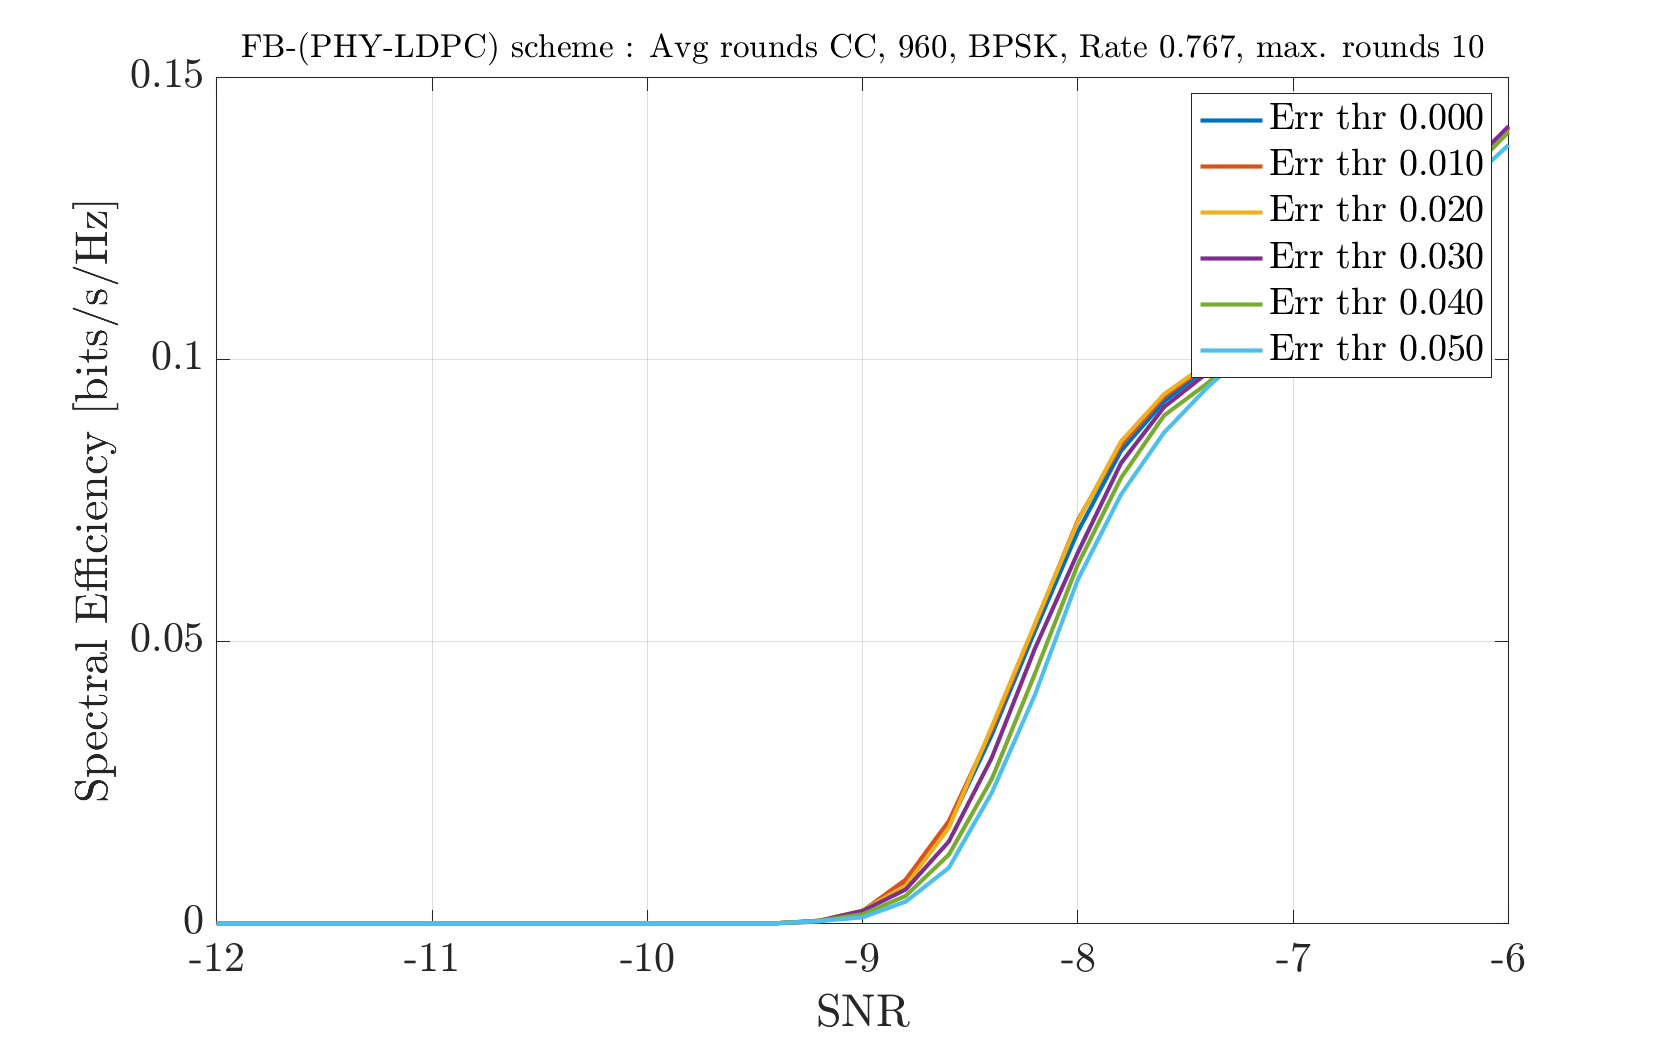 FB-(PHY-LDPC) scheme : Avg rounds CC, 960, BPSK, Rate 0.767, max. rounds 10
0.15
0.1
0.05
0
Spectral Efficiency [bits/s/Hz]
Err thr 0.000
Err thr 0.010
Err thr 0.020
Err thr 0.030
Err thr 0.040
Err thr 0.050
-12 -11 -10 -9 -8 -7 -6
SNR